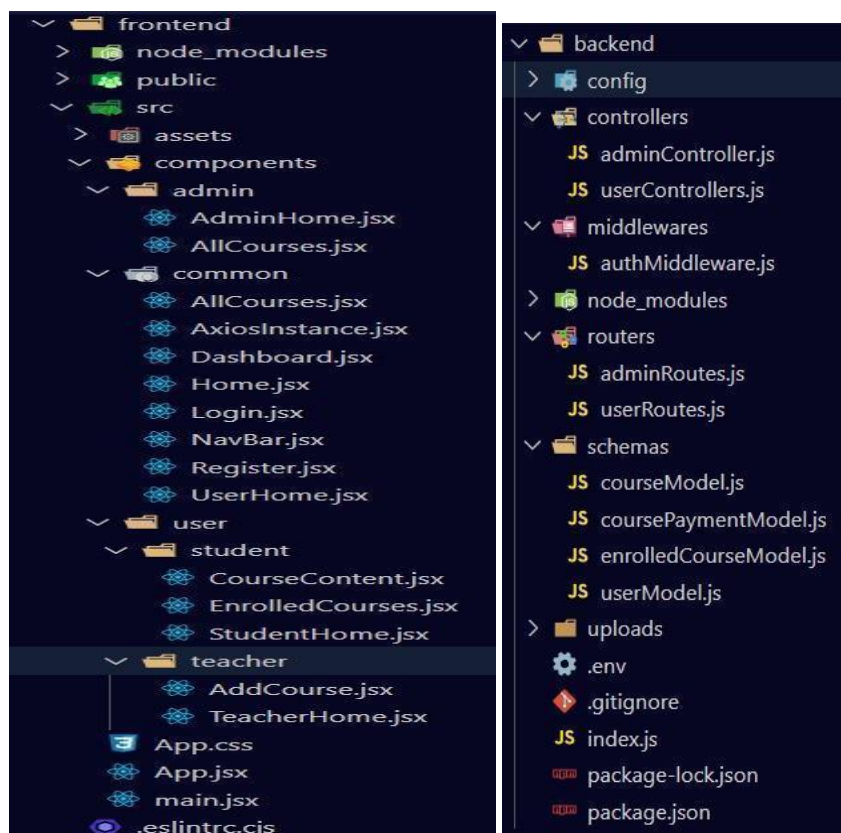 frontend
node_modules
public
src
assets
components
admin
AdminHome.jsx
AllCourses.jsx
common
AllCourses.jsx
AxiosInstance.jsx
Dashboard.jsx
Home.jsx
Login.jsx
NavBar.jsx
Register.jsx
UserHome.jsx
user
student
CourseContent.jsx
EnrolledCourses.jsx
StudentHome.jsx
teacher
AddCourse.jsx
TeacherHome.jsx
App.css
App.jsx
main.jsx
.eslintrc.cjs
backend
config
controllers
JS adminController.js
JS userControllers.js
middlewares
JS authMiddleware.js
node_modules
routers
JS adminRoutes.js
JS userRoutes.js
schemas
JS courseModel.js
JS coursePaymentModel.js
JS enrolledCourseModel.js
JS userModel.js
uploads
.env
.gitignore
JS index.js
package-lock.json
package.json